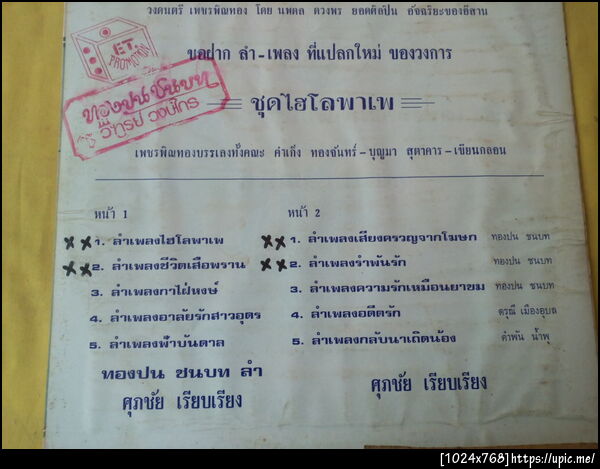 วงดนตรี เพชรพิณทอง โดย นพดล ดวงพร ยอดศิลปิน อัจฉริยะของอีสาน
ขอฝาก ลำ-เพลง ที่แปลกใหม่ ของวงการ
ET.
PROMOTION
ทองปน ชนบท
วิฑูรย์ วงษ์ไกร
ชุดไฮโลพาเพ
เพชรพิณทองบรรเลงทั้งคณะ คำเก็ง ทองจันทร์-บุญมา สุตาคาร-เขียนกลอน
หน้า 1
1. ลำเพลงไฮโลพาเพ
2. ลำเพลงชีวิตเสือพราน
3. ลำเพลงกาไฝ่หงษ์
4. ลำเพลงอาลัยรักสาวอุดร
5. ลำเพลงฟ้าบันดาล
ทองปน ชนบท ลำ
ศุภชัย เรียบเรียง
หน้า 2
1. ลำเพลงเสียงครวญจากโฆษก ทองปน ชนบท
2. ลำเพลงรำพันรัก ทองปน ชนบท
3. ลำเพลงความรักเหมือนยาขม ทองปน ชนบท
4. ลำเพลงอดีตรัก ดรุณี เมืองอุบล
5. ลำเพลงกลับนาเถิดน้อง คำพัน น้ำพุ
ศุภชัย เรียบเรียง
[1024x768]https://upic.me/